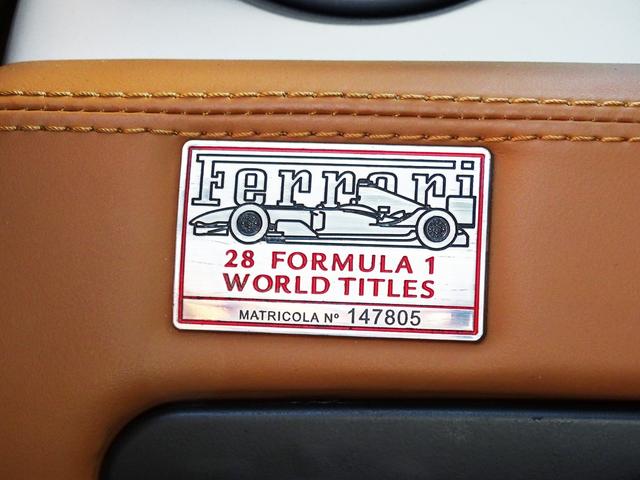 Ferrari
28 FORMULA 1
WORLD TITLES
MATRICOLA Nº 147805